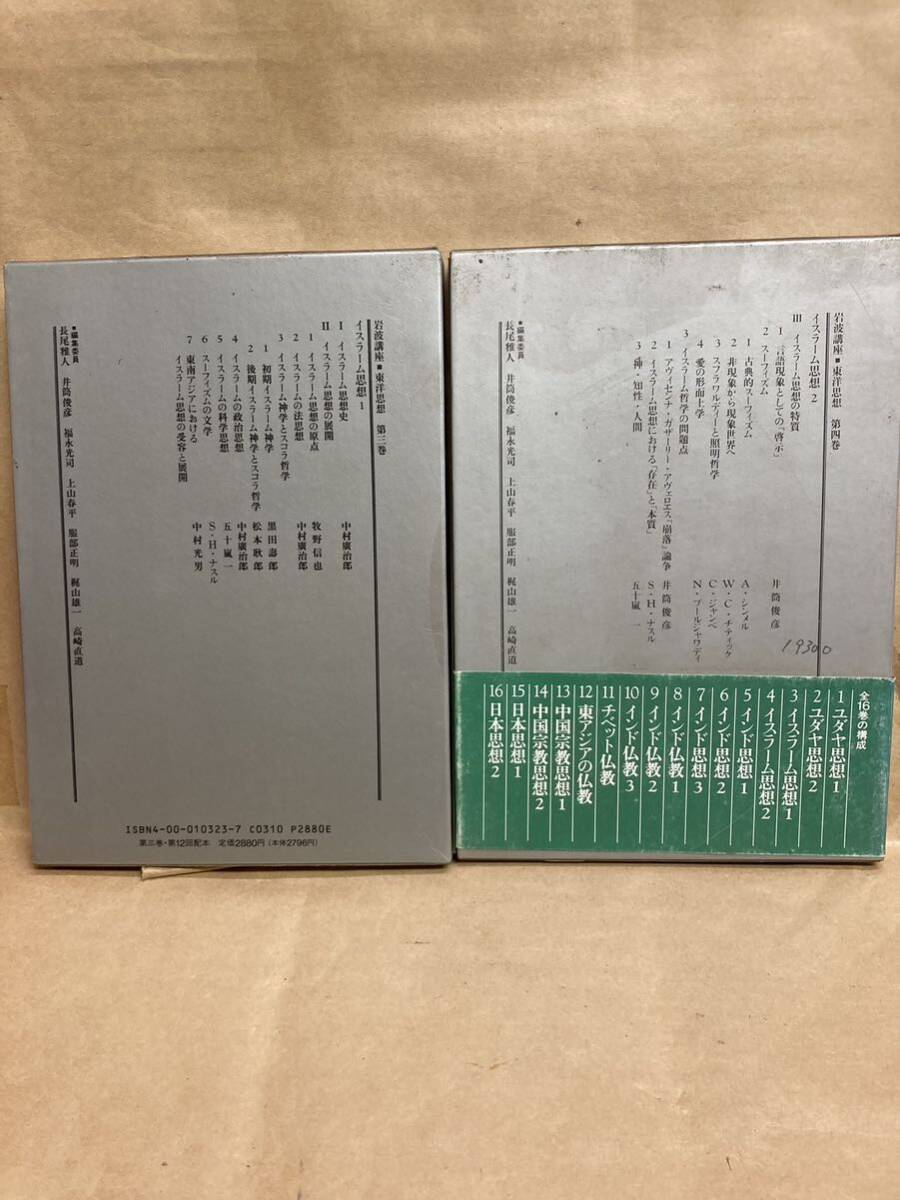 岩波講座■東洋思想 第三巻
イスラーム思想 1
Ⅰ イスラーム思想史 中村廣治郎
Ⅱ イスラーム思想の展開
1 イスラーム思想の原点 牧野信也
2 イスラームの法思想 中村廣治郎
3 イスラーム神学とスコラ哲学
1 初期イスラーム神学 黒田壽郎
2 後期イスラーム神学とスコラ哲学 松本耿郎
4 イスラームの政治思想 中村廣治郎
5 イスラームの科学思想 五十嵐一
6 スーフィズムの文学 S・H・ナスル
7 東南アジアにおける
イスラーム思想の受容と展開 中村光男
■編集委員
長尾雅人 井筒俊彦 福永光司 上山春平 服部正明 梶山雄一 高崎直道
ISBN4-00-010323-7 C0310 P2880E
第三巻・第12回配本 定価2880円(本体2796円)
岩波講座■東洋思想 第四巻
イスラーム思想 2
Ⅲ イスラーム思想の特質
1 言語現象としての「啓示」 井筒俊彦
2 スーフィズム
1 古典的スーフィズム A・シンメル
2 非現象から現象世界へ W・C・チティック
3 スフラワルディーと照明哲学 C・ジャンベ
4 愛の形而上学 N・プールジャワディ
3 イスラーム哲学の問題点
1 アヴィセンナ・ガザーリー・アヴェロエス「崩落」論争 井筒俊彦
2 イスラーム思想における「存在」と「本質」 S・H・ナスル
3 神・知性・人間 五十嵐一
■編集委員
長尾雅人 井筒俊彦 福永光司 上山春平 服部正明 梶山雄一 高崎直道
全16巻の構成
1 ユダヤ思想 1
2 ユダヤ思想 2
3 イスラーム思想 1
4 イスラーム思想 2
5 インド思想 1
6 インド思想 2
7 インド思想 3
8 インド仏教 1
9 インド仏教 2
10 インド仏教 3
11 チベット仏教
12 東アジアの仏教
13 中国宗教思想 1
14 中国宗教思想 2
15 日本思想 1
16 日本思想 2